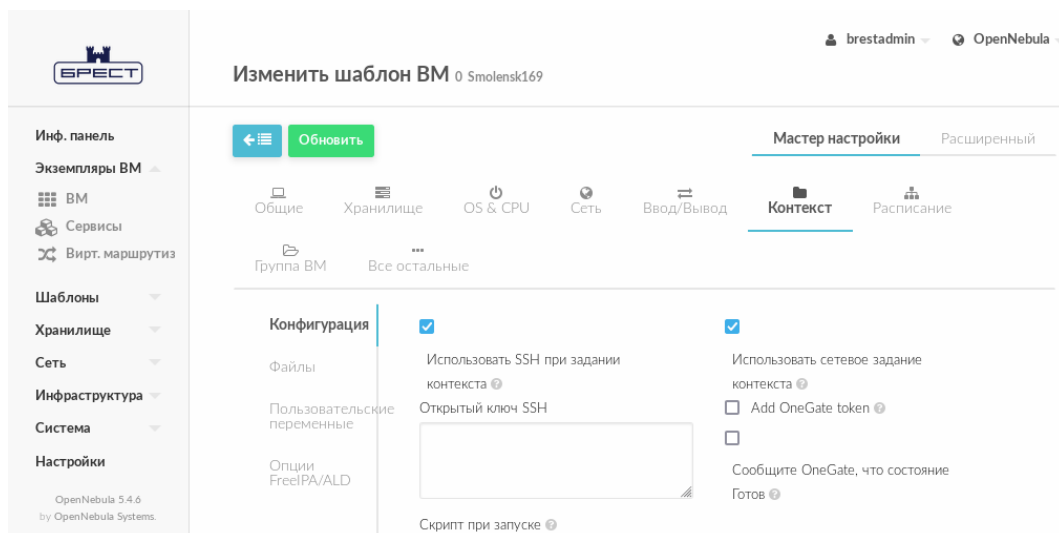 БРЕСТ
brestadmin
OpenNebula
Изменить шаблон ВМ 0 Smolensk169
Инф. панель
Экземпляры ВМ
ВМ
Сервисы
Вирт. маршрутиз
Шаблоны
Хранилище
Сеть
Инфраструктура
Система
Настройки
OpenNebula 5.4.6
by OpenNebula Systems.
Обновить
Мастер настройки
Расширенный
Общие
Хранилище
OS & CPU
Сеть
Ввод/Вывод
Контекст
Расписание
Группа ВМ
Все остальные
Конфигурация
Файлы
Пользовательские
переменные
Опции
FreeIPA/ALD
Использовать SSH при задании
контекста
Открытый ключ SSH
Скрипт при запуске
Использовать сетевое задание
контекста
Add OneGate token
Сообщите OneGate, что состояние
Готов